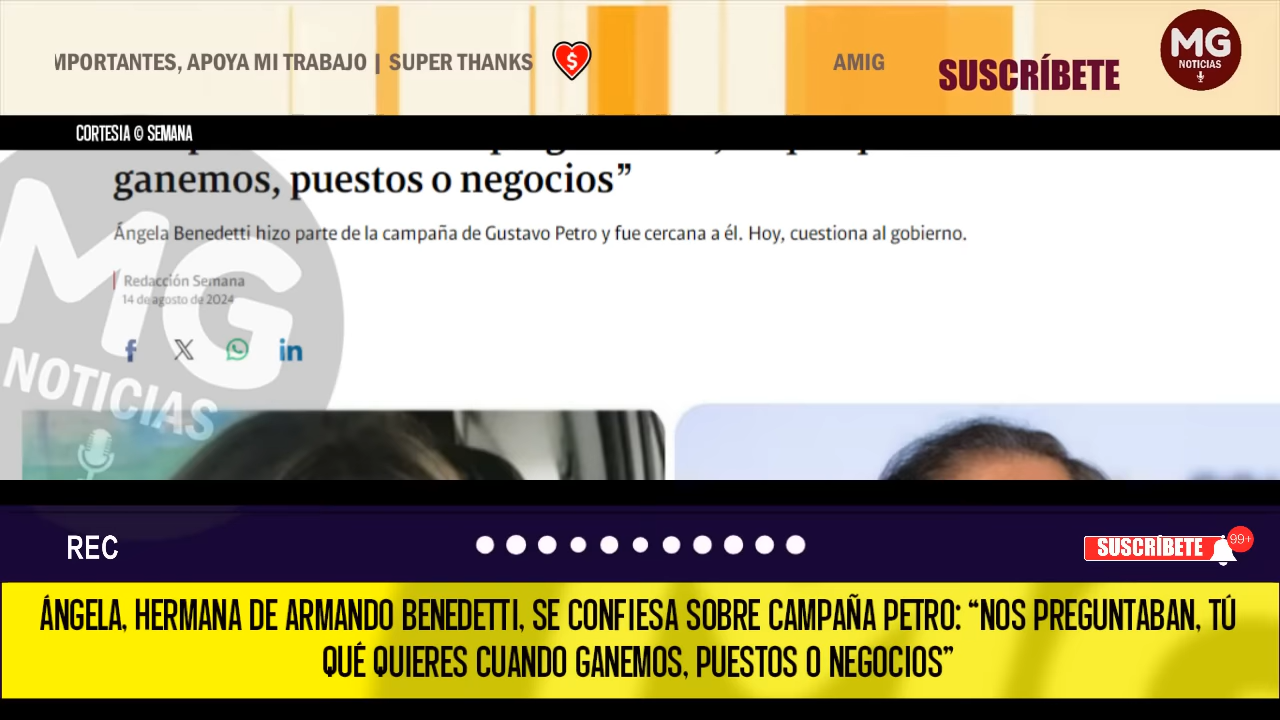 MPORTANTES, APOYA MI TRABAJO | SUPER THANKS
$
AMIG
SUSCRÍBETE
MG
NOTICIAS
CORTESIA © SEMANA
ganemos, puestos o negocios”
Ángela Benedetti hizo parte de la campaña de Gustavo Petro y fue cercana a él. Hoy, cuestiona al gobierno.
Redacción Semana
14 de agosto de 2024
MG
NOTICIAS
REC
SUSCRÍBETE
99+
ÁNGELA, HERMANA DE ARMANDO BENEDETTI, SE CONFIESA SOBRE CAMPAÑA PETRO: “NOS PREGUNTABAN, TÚ
QUÉ QUIERES CUANDO GANEMOS, PUESTOS O NEGOCIOS”